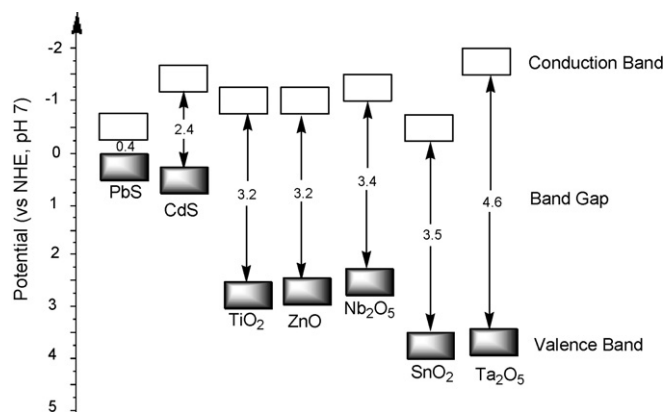 Potential (vs NHE, pH 7)
-2
-1
0
1
2
3
4
5
0.4
2.4
3.2
3.2
3.4
3.5
4.6
PbS
CdS
TiO₂
ZnO
Nb₂O₅
SnO₂
Ta₂O₅
Conduction Band
Band Gap
Valence Band